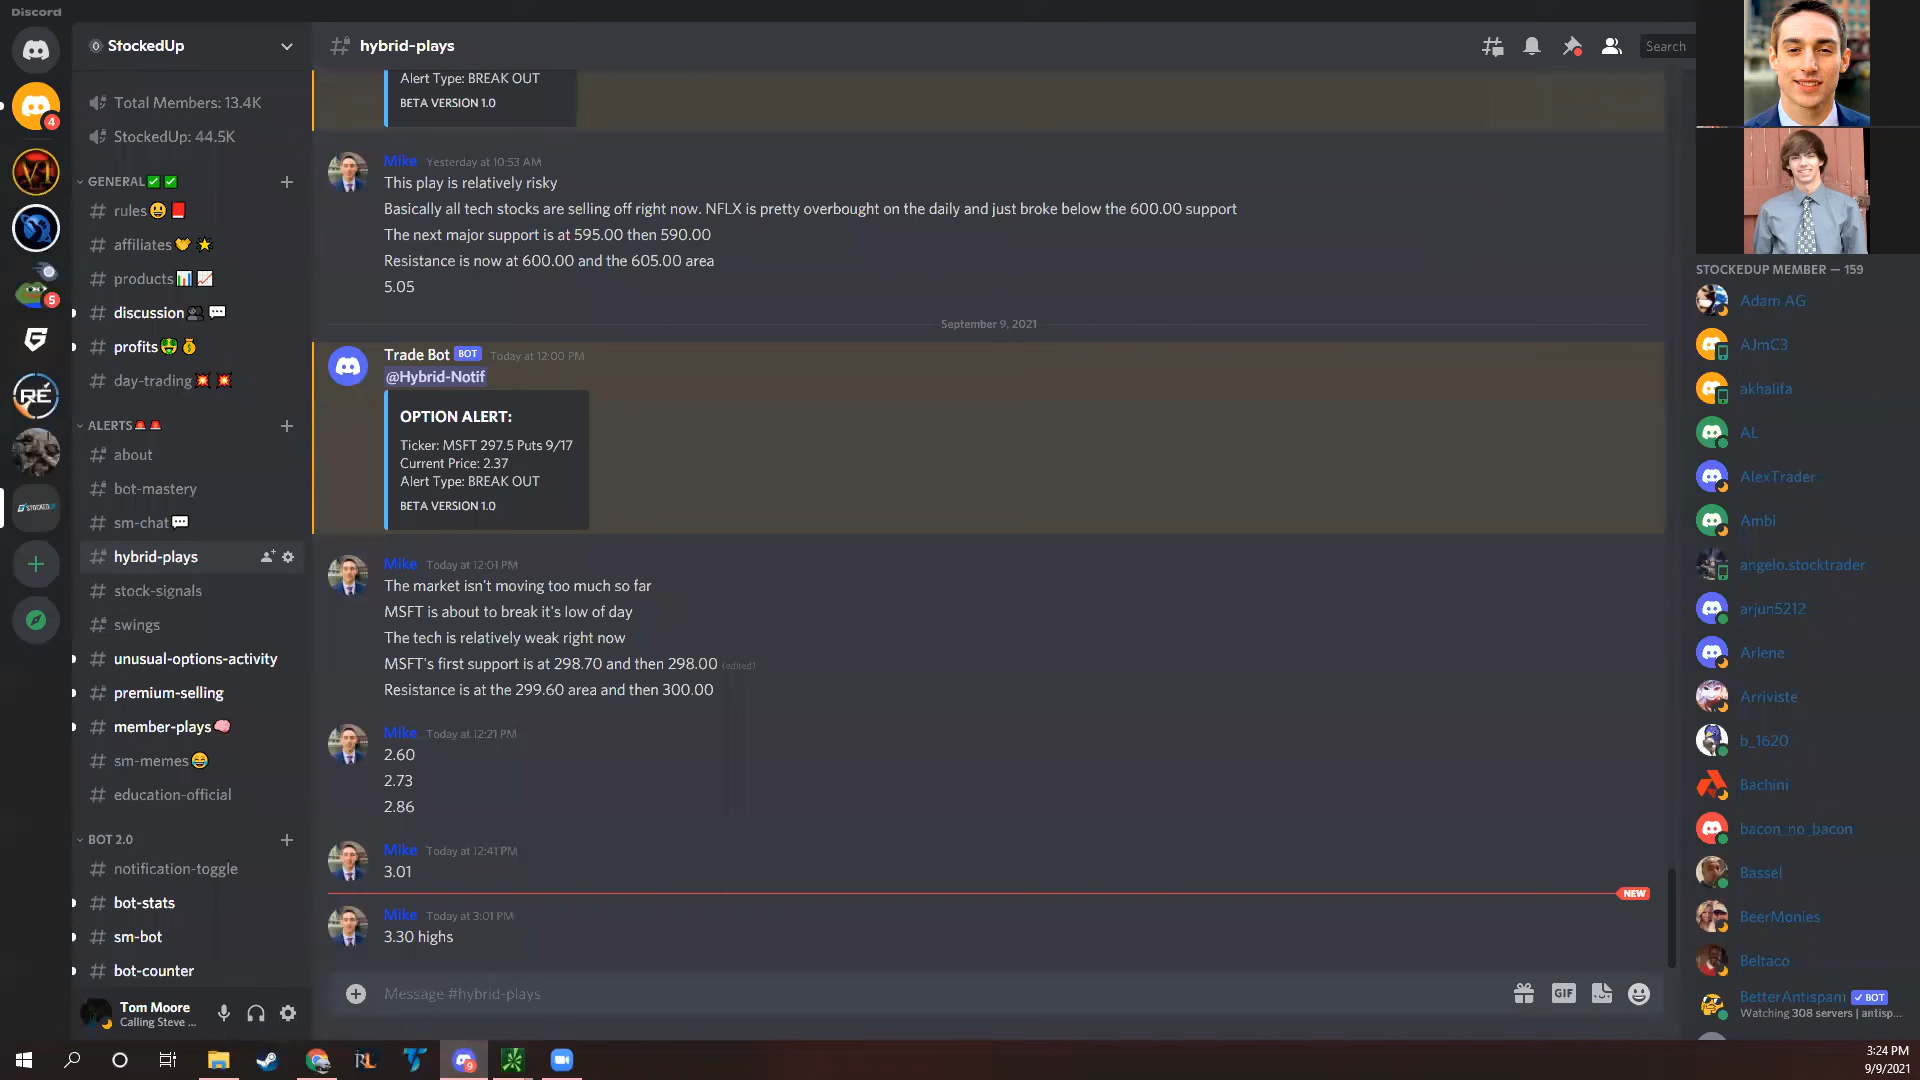 Discord
StockedUp
Total Members: 13.4K
StockedUp: 44.5K
GENERAL
rules
affiliates
products
discussion
profits
day-trading
ALERTS
about
bot-mastery
sm-chat
hybrid-plays
stock-signals
swings
unusual-options-activity
premium-selling
member-plays
sm-memes
education-official
BOT 2.0
notification-toggle
bot-stats
sm-bot
bot-counter
Tom Moore
Calling Steve ...
4
5
RE
STOCKEDUP
hybrid-plays
Search
Alert Type: BREAK OUT
BETA VERSION 1.0
Mike Yesterday at 10:53 AM
This play is relatively risky
Basically all tech stocks are selling off right now. NFLX is pretty overbought on the daily and just broke below the 600.00 support
The next major support is at 595.00 then 590.00
Resistance is now at 600.00 and the 605.00 area
5.05
September 9, 2021
Trade Bot BOT Today at 12:00 PM
@Hybrid-Notif
OPTION ALERT:
Ticker: MSFT 297.5 Puts 9/17
Current Price: 2.37
Alert Type: BREAK OUT
BETA VERSION 1.0
Mike Today at 12:01 PM
The market isn't moving too much so far
MSFT is about to break it's low of day
The tech is relatively weak right now
MSFT's first support is at 298.70 and then 298.00 (edited)
Resistance is at the 299.60 area and then 300.00
Mike Today at 12:21 PM
2.60
2.73
2.86
Mike Today at 12:41 PM
3.01
NEW
Mike Today at 3:01 PM
3.30 highs
Message #hybrid-plays
GIF
STOCKEDUP MEMBER — 159
Adam AG
AJmC3
akhalifa
AL
AlexTrader
Ambi
angelo.stocktrader
arjun5212
Arlene
Arriviste
b_1620
Bachini
bacon_no_bacon
Bassel
BeerMonies
Beltaco
BetterAntispam BOT
Watching 308 servers | antisp...
RL
9
3:24 PM
9/9/2021